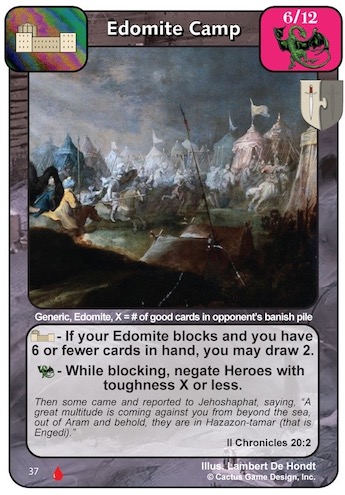 Edomite Camp
6/12
Generic, Edomite, X = # of good cards in opponent's banish pile
- If your Edomite blocks and you have
6 or fewer cards in hand, you may draw 2.
- While blocking, negate Heroes with
toughness X or less.
Then some came and reported to Jehoshaphat, saying, "A
great multitude is coming against you from beyond the sea,
out of Aram and behold, they are in Hazazon-tamar (that is
Engedi)."
II Chronicles 20:2
Illus. Lambert De Hondt
37
© Cactus Game Design, Inc.